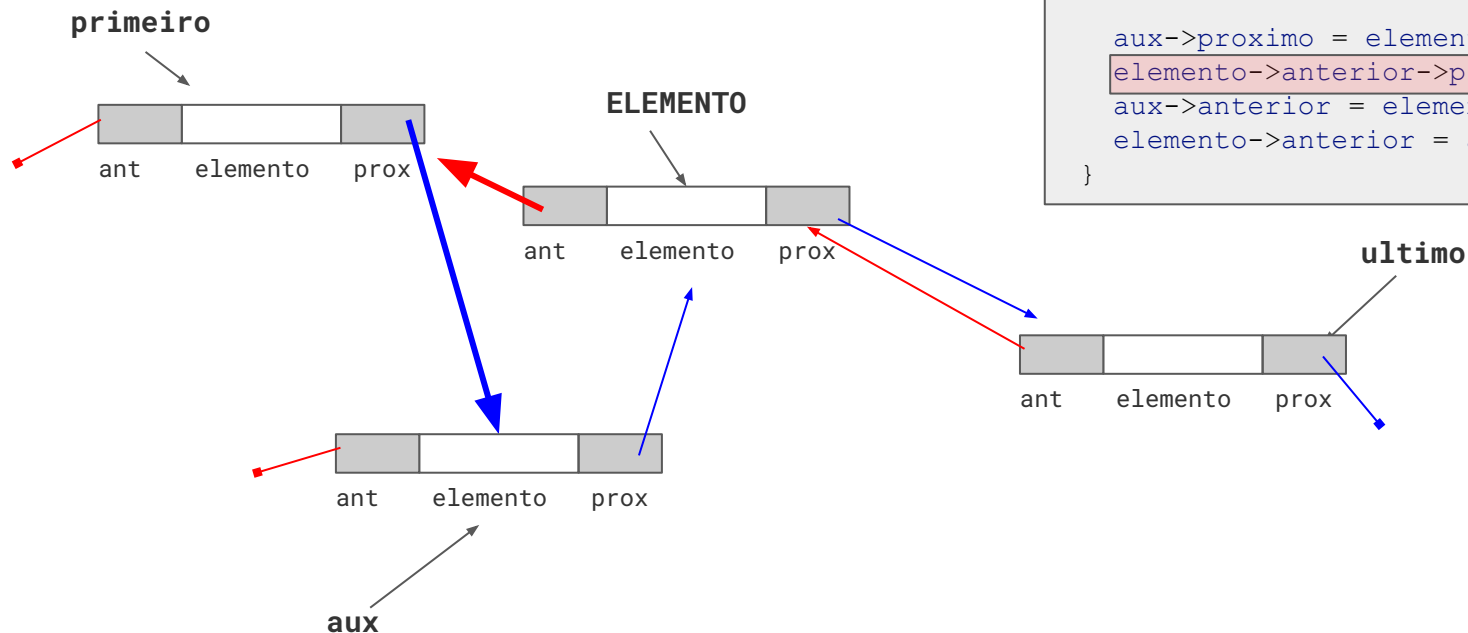 primeiro
ant elemento prox
ELEMENTO
ant elemento prox
aux->proximo = elemen
elemento->anterior->p
aux->anterior = eleme
elemento->anterior =
}
ultimo
ant elemento prox
ant elemento prox
aux